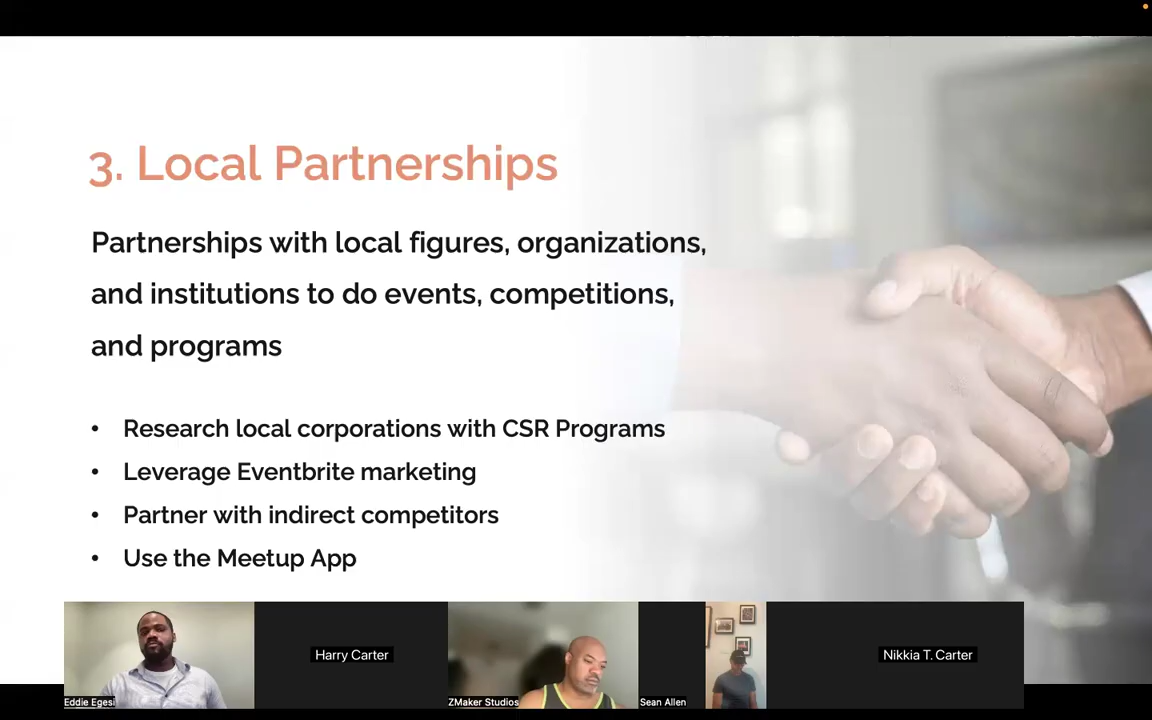 3. Local Partnerships
Partnerships with local figures, organizations,
and institutions to do events, competitions,
and programs
• Research local corporations with CSR Programs
• Leverage Eventbrite marketing
• Partner with indirect competitors
• Use the Meetup App
Harry Carter
Nikkia T. Carter
Eddie Egesi
ZMaker Studios
Sean Allen